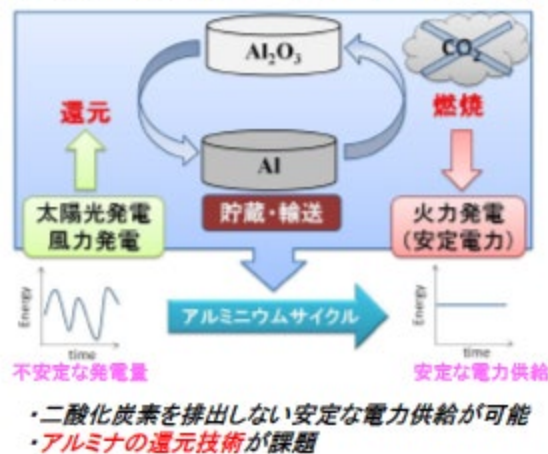 Al₂O₃
CO₂
還元
燃焼
Al
太陽光発電
風力発電
貯蔵・輸送
火力発電
(安定電力)
Energy
time
アルミニウムサイクル
Energy
time
不安定な発電量
安定な電力供給
・二酸化炭素を排出しない安定な電力供給が可能
・アルミナの還元技術が課題